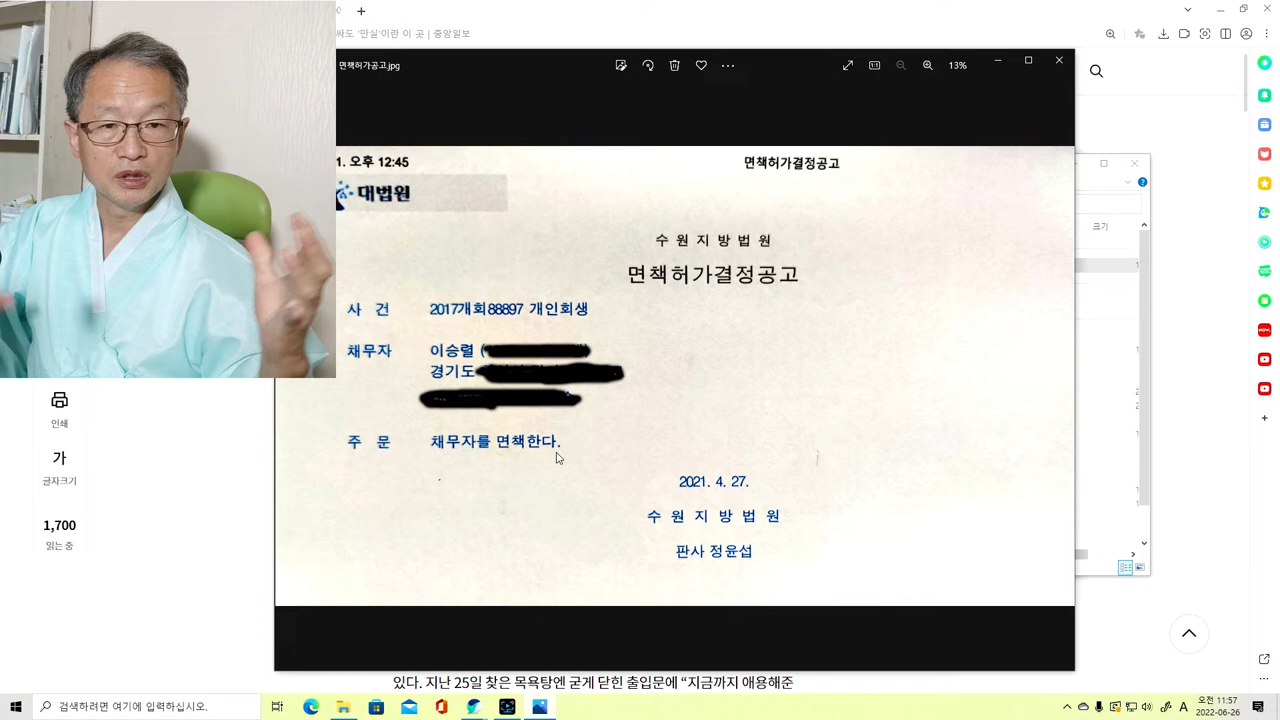 싸도 '만실'이란 이 곳 | 중앙일보
면책허가공고.jpg
13%
1. 오후 12:45
면책허가결정공고
대법원
수 원 지 방 법 원
면책허가결정공고
사 건 2017개회88897 개인회생
채무자 이승렬 (
경기도
주 문 채무자를 면책한다.
2021. 4. 27.
수 원 지 방 법 원
판사 정윤섭
크기
인쇄
가
글자크기
1,700
읽는 중
있다. 지난 25일 찾은 목욕탕엔 굳게 닫힌 출입문에 “지금까지 애용해준
검색하려면 여기에 입력하십시오.
A
오전 11:57
2022-06-26